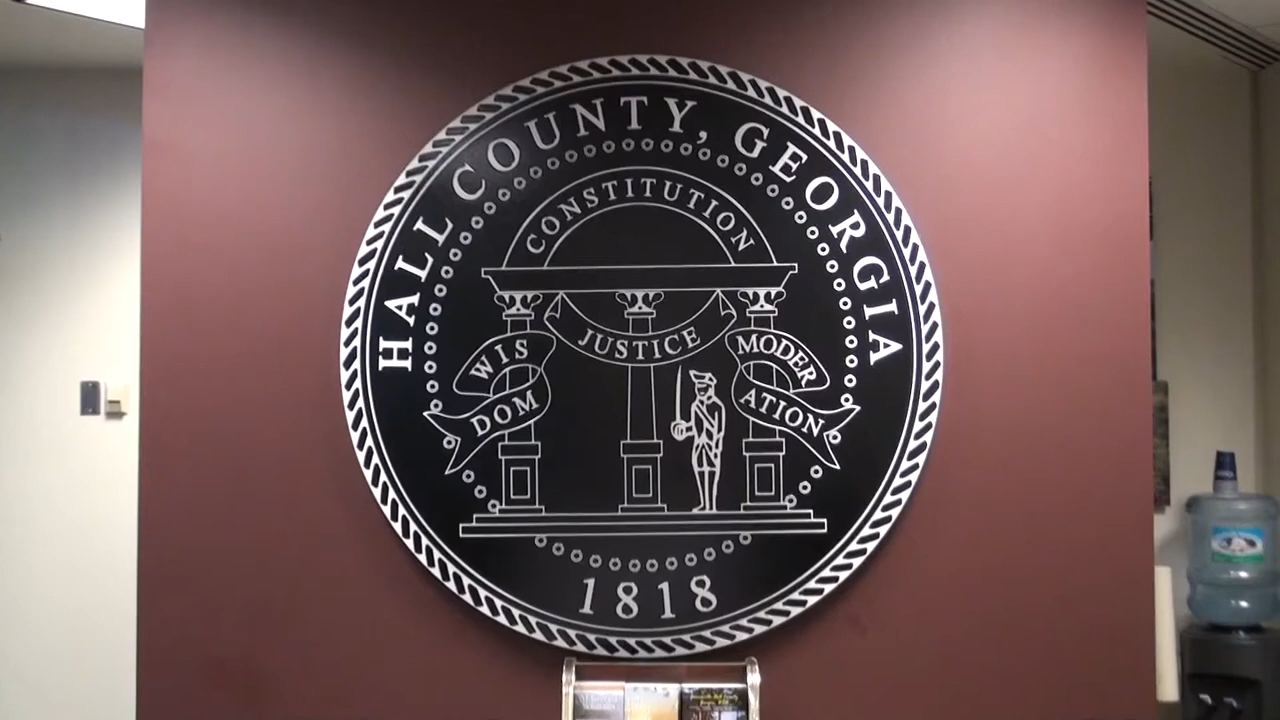 HALL COUNTY, GEORGIA
CONSTITUTION
JUSTICE
WIS
DOM
MODER
ATION
1818